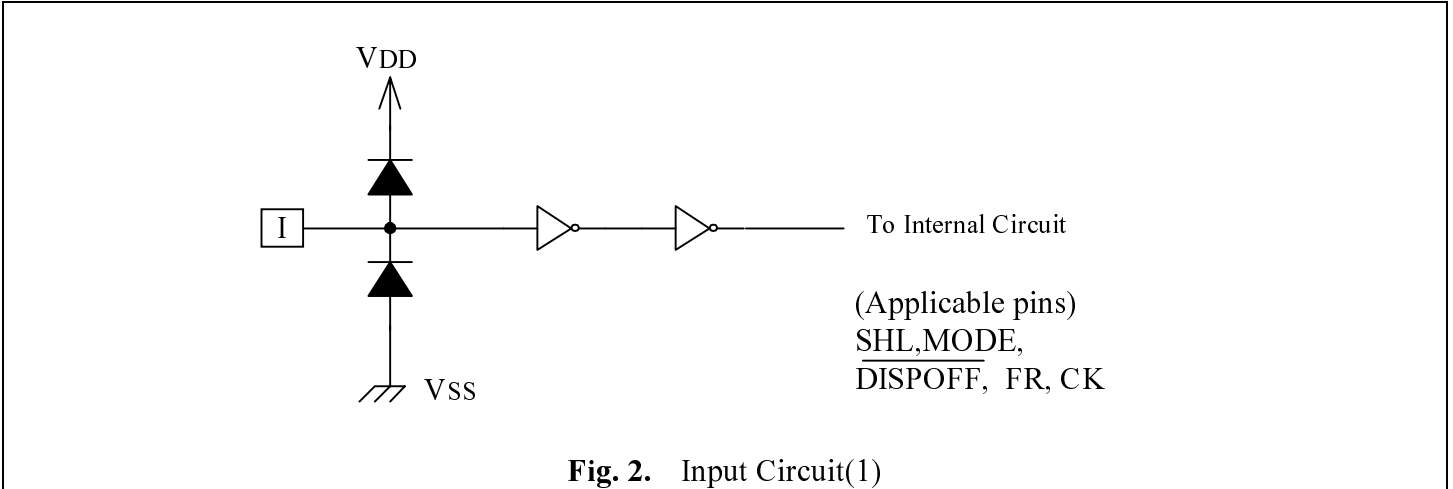 VDD
I
To Internal Circuit
(Applicable pins)
SHL,MODE,
DISPOFF, FR, CK
VSS
Fig. 2. Input Circuit(1)